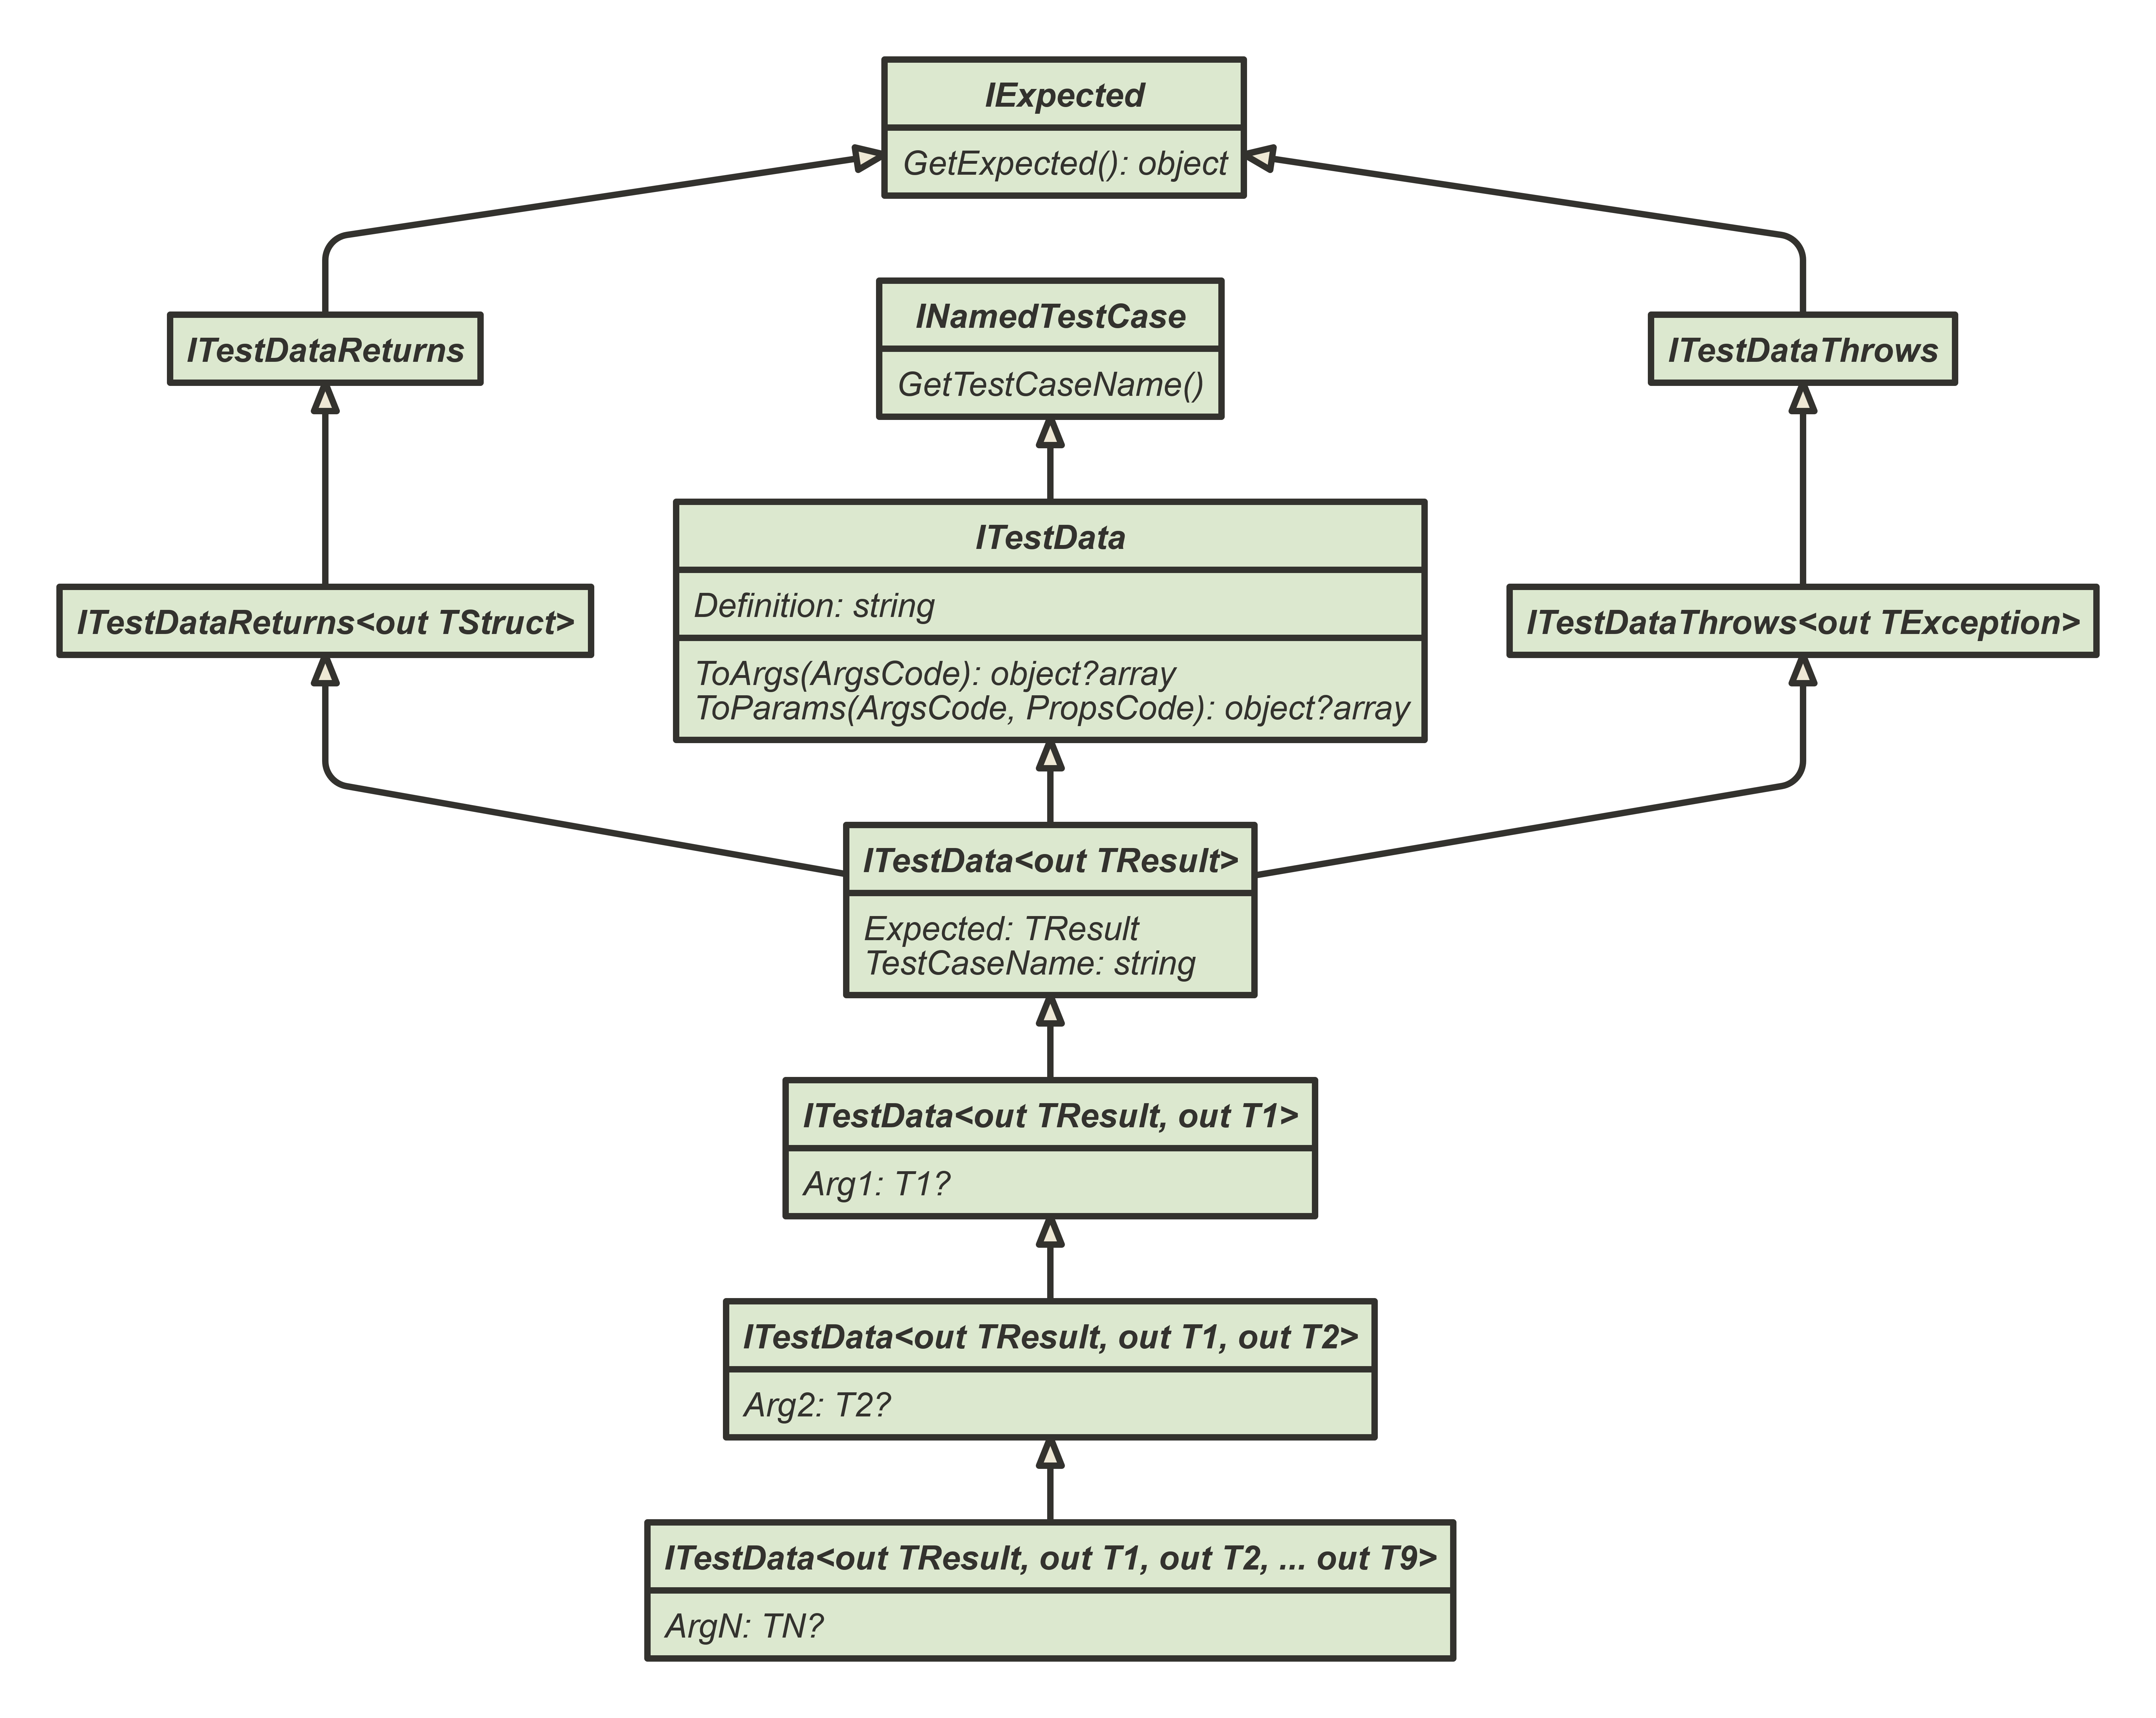 IExpected
GetExpected(): object
INamedTestCase
GetTestCaseName()
ITestDataReturns
ITestDataThrows
ITestData
Definition: string
ToArgs(ArgsCode): object?array
ToParams(ArgsCode, PropsCode): object?array
ITestDataReturns<out TStruct>
ITestDataThrows<out TException>
ITestData<out TResult>
Expected: TResult
TestCaseName: string
ITestData<out TResult, out T1>
Arg1: T1?
ITestData<out TResult, out T1, out T2>
Arg2: T2?
ITestData<out TResult, out T1, out T2, ... out T9>
ArgN: TN?